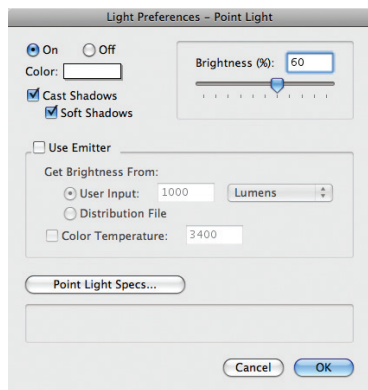 Light Preferences – Point Light
On Off
Brightness (%): 60
Color:
Cast Shadows
Soft Shadows
Use Emitter
Get Brightness From:
User Input: 1000 Lumens
Distribution File
Color Temperature: 3400
Point Light Specs...
Cancel OK